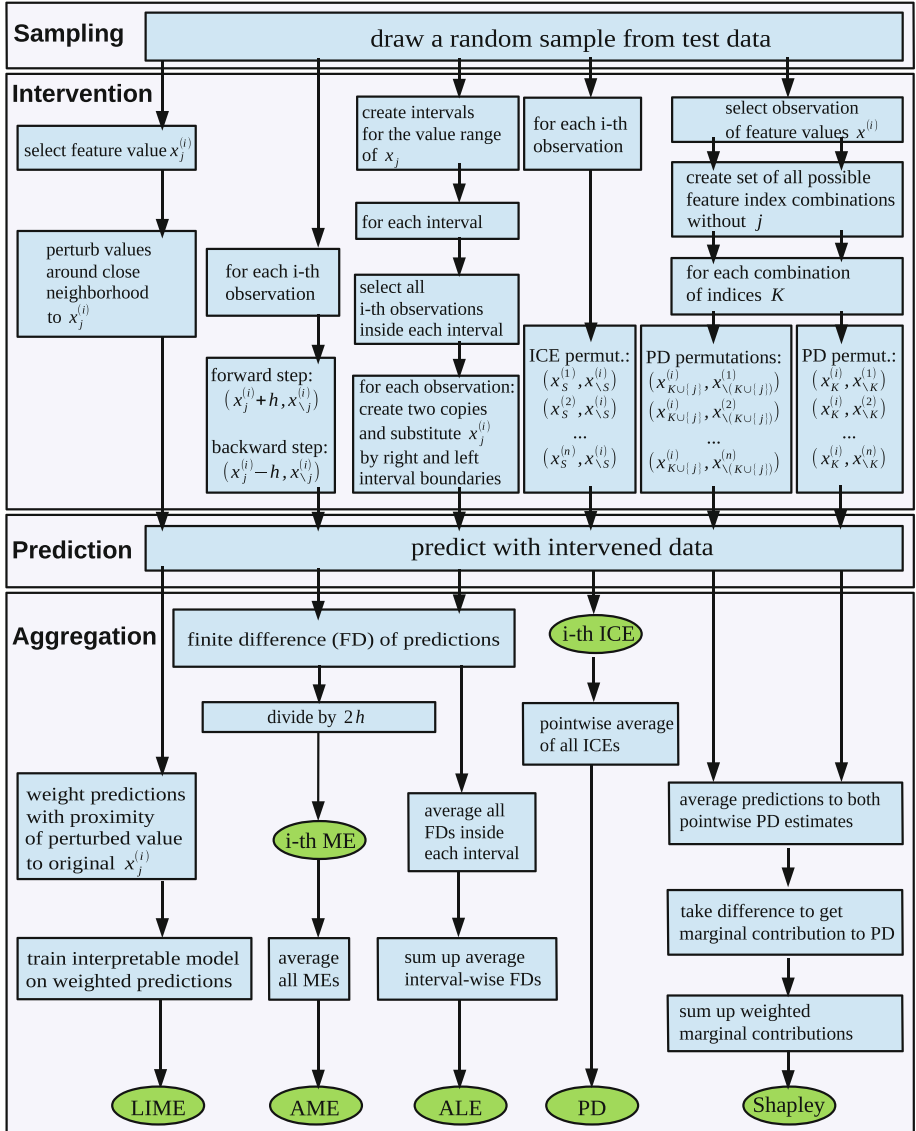 Sampling
draw a random sample from test data
Intervention
select feature value x_j^(i)
perturb values
around close
neighborhood
to x_j^(i)
for each i-th
observation
forward step:
(x_j^(i)+h, x_\j^(i))
backward step:
(x_j^(i)−h, x_\j^(i))
create intervals
for the value range
of x_j
for each interval
select all
i-th observations
inside each interval
for each observation:
create two copies
and substitute x_j^(i)
by right and left
interval boundaries
for each i-th
observation
ICE permut.:
(x_S^(1), x_\S^(i))
(x_S^(2), x_\S^(i))
...
(x_S^(n), x_\S^(i))
select observation
of feature values x^(i)
create set of all possible
feature index combinations
without j
for each combination
of indices K
PD permutations:
(x_K∪{j}^(i), x_\(K∪{j})^(1))
(x_K∪{j}^(i), x_\(K∪{j})^(2))
...
(x_K∪{j}^(i), x_\(K∪{j})^(n))
PD permut.:
(x_K^(i), x_\K^(1))
(x_K^(i), x_\K^(2))
...
(x_K^(i), x_\K^(n))
Prediction
predict with intervened data
Aggregation
weight predictions
with proximity
of perturbed value
to original x_j^(i)
train interpretable model
on weighted predictions
LIME
finite difference (FD) of predictions
divide by 2h
i-th ME
average
all MEs
AME
average all
FDs inside
each interval
sum up average
interval-wise FDs
ALE
i-th ICE
pointwise average
of all ICEs
PD
average predictions to both
pointwise PD estimates
take difference to get
marginal contribution to PD
sum up weighted
marginal contributions
Shapley